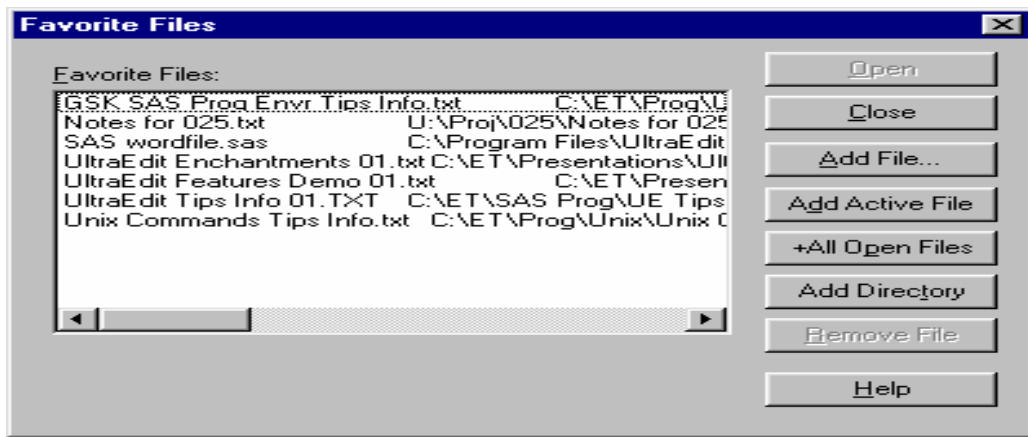 Favorite Files
Favorite Files:
GSK SAS Prog Envr Tips Info.txt C:\ET\Prog\U
Notes for 025.txt U:\Proj\025\Notes for 025
SAS wordfile.sas C:\Program Files\UltraEdit
UltraEdit Enchantments 01.txt C:\ET\Presentations\Ul
UltraEdit Features Demo 01.txt C:\ET\Presen
UltraEdit Tips Info 01.TXT C:\ET\SAS Prog\UE Tips
Unix Commands Tips Info.txt C:\ET\Prog\Unix\Unix C
Open
Close
Add File...
Add Active File
+All Open Files
Add Directory
Remove File
Help